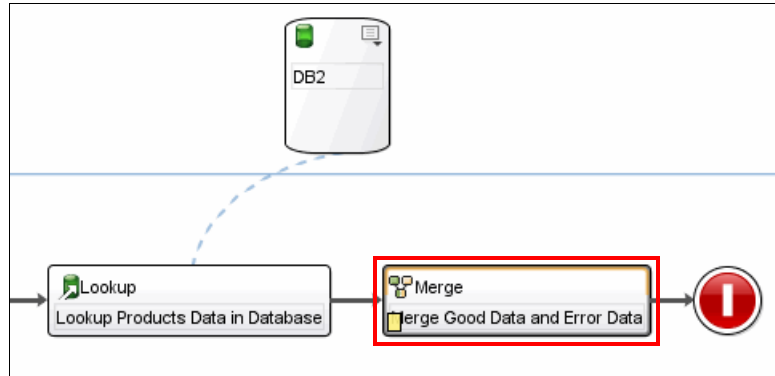 DB2
Lookup
Lookup Products Data in Database
Merge
erge Good Data and Error Data